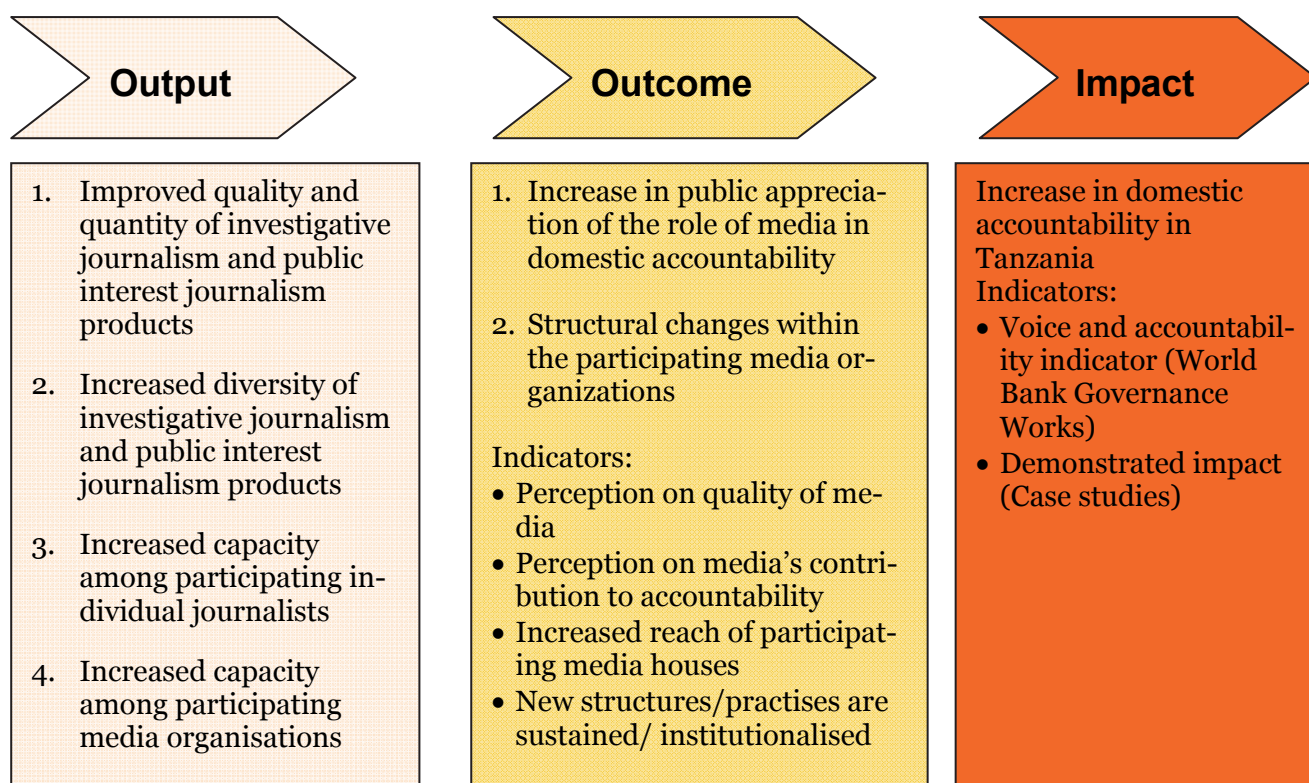 Output
1. Improved quality and
quantity of investigative
journalism and public
interest journalism
products
2. Increased diversity of
investigative journalism
and public interest
journalism products
3. Increased capacity
among participating in-
dividual journalists
4. Increased capacity
among participating
media organisations
Outcome
1. Increase in public apprecia-
tion of the role of media in
domestic accountability
2. Structural changes within
the participating media or-
ganizations
Indicators:
• Perception on quality of me-
dia
• Perception on media’s contri-
bution to accountability
• Increased reach of participat-
ing media houses
• New structures/practises are
sustained/ institutionalised
Impact
Increase in domestic
accountability in
Tanzania
Indicators:
• Voice and accountabil-
ity indicator (World
Bank Governance
Works)
• Demonstrated impact
(Case studies)